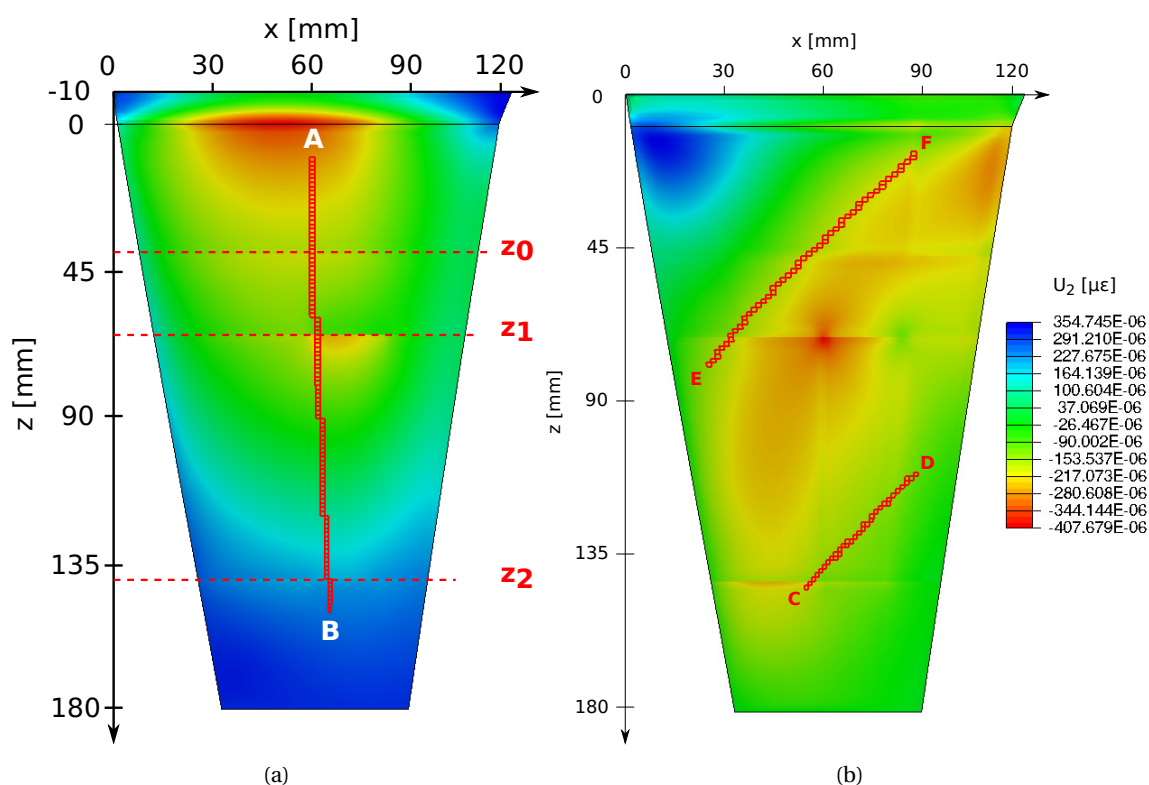 x [mm]
0 30 60 90 120
-10
0
45
90
135
180
z [mm]
A
z0
z1
z2
B
(a)
x [mm]
0 30 60 90 120
0
45
90
135
180
z [mm]
F
E
D
C
(b)
U2 [με]
354.745E-06
291.210E-06
227.675E-06
164.139E-06
100.604E-06
37.069E-06
-26.467E-06
-90.002E-06
-153.537E-06
-217.073E-06
-280.608E-06
-344.144E-06
-407.679E-06